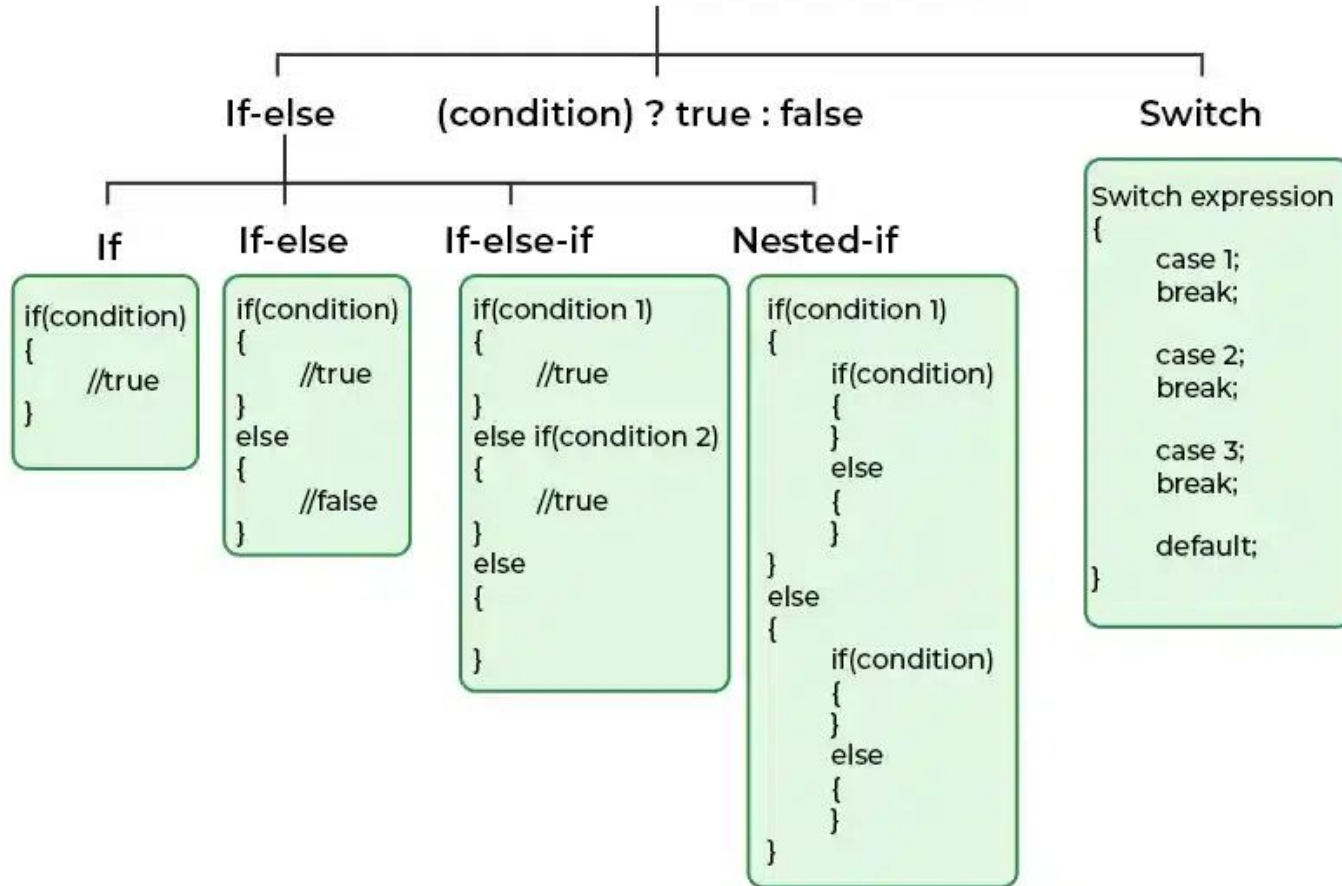 If-else
(condition) ? true : false
Switch
If
If-else
If-else-if
Nested-if
if(condition)
{
//true
}
if(condition)
{
//true
}
else
{
//false
}
if(condition 1)
{
//true
}
else if(condition 2)
{
//true
}
else
{
}
if(condition 1)
{
if(condition)
{
}
else
{
}
}
else
{
if(condition)
{
}
else
{
}
}
Switch expression
{
case 1;
break;
case 2;
break;
case 3;
break;
default;
}